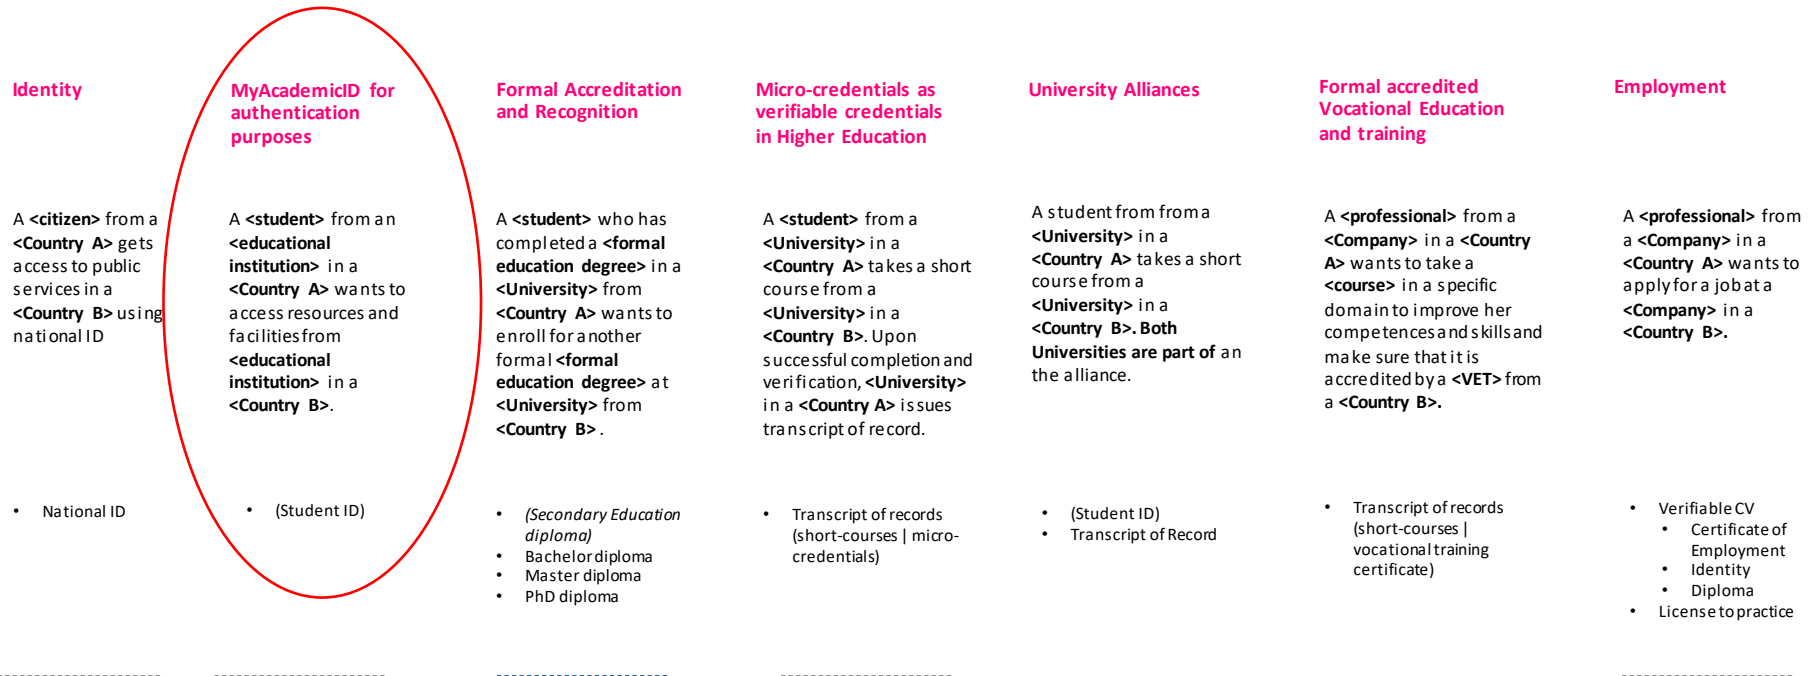 Identity
MyAcademicID for
authentication
purposes
Formal Accreditation
and Recognition
Micro-credentials as
verifiable credentials
in Higher Education
University Alliances
Formal accredited
Vocational Education
and training
Employment
A <citizen> from a
<Country A> gets
access to public
services in a
<Country B> using
national ID
A <student> from an
<educational
institution> in a
<Country A> wants to
access resources and
facilities from
<educational
institution> in a
<Country B>.
A <student> who has
completed a <formal
education degree> in a
<University> from
<Country A> wants to
enroll for another
formal <formal
education degree> at
<University> from
<Country B> .
A <student> from a
<University> in a
<Country A> takes a short
course from a
<University> in a
<Country B>. Upon
successful completion and
verification, <University>
in a <Country A> issues
transcript of record.
A student from from a
<University> in a
<Country A> takes a short
course from a
<University> in a
<Country B>. Both
Universities are part of an
the alliance.
A <professional> from a
<Company> in a <Country
A> wants to take a
<course> in a specific
domain to improve her
competences and skills and
make sure that it is
accredited by a <VET> from
a <Country B>.
A <professional> from
a <Company> in a
<Country A> wants to
apply for a job at a
<Company> in a
<Country B>.
• National ID
• (Student ID)
• (Secondary Education
diploma)
• Bachelor diploma
• Master diploma
• PhD diploma
• Transcript of records
(short-courses | micro-
credentials)
• (Student ID)
• Transcript of Record
• Transcript of records
(short-courses |
vocational training
certificate)
• Verifiable CV
• Certificate of
Employment
• Identity
• Diploma
• License to practice